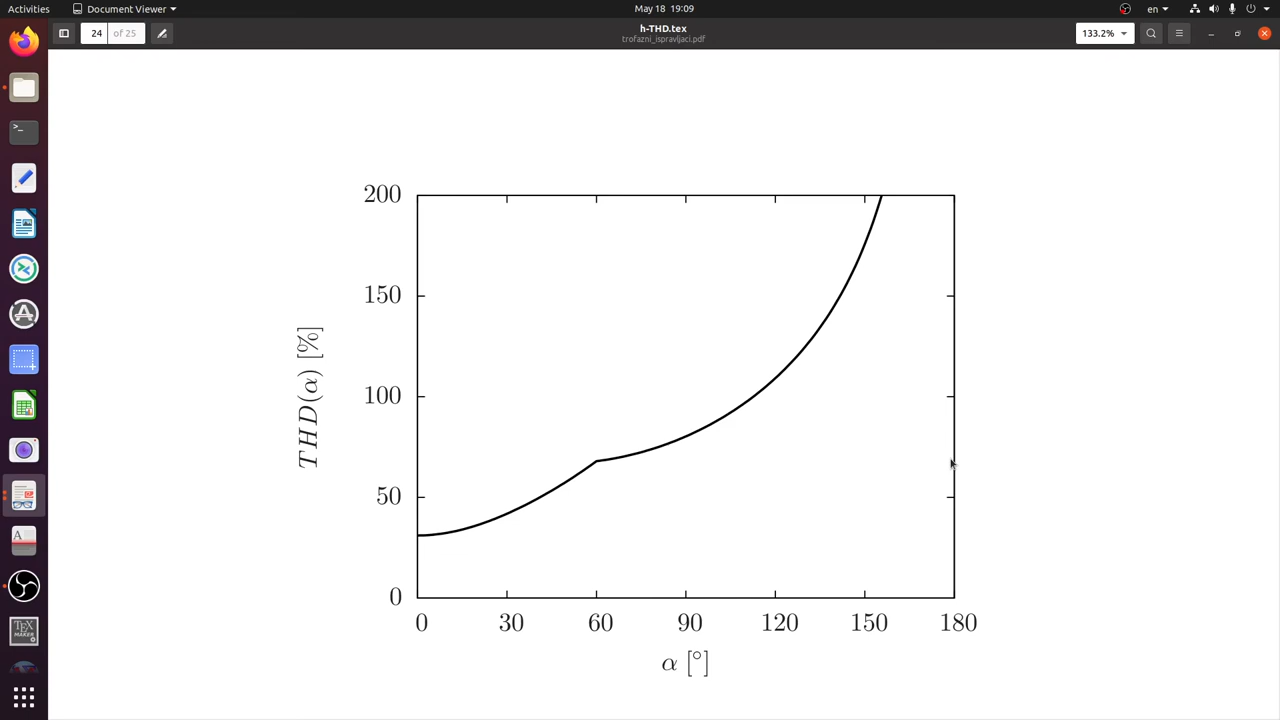 Activities Document Viewer May 18 19:09 en
24 of 25 h-THD.tex 133.2%
trofazni_ispravljaci.pdf
200
150
100
50
0
THD(α) [%]
0 30 60 90 120 150 180
α [°]